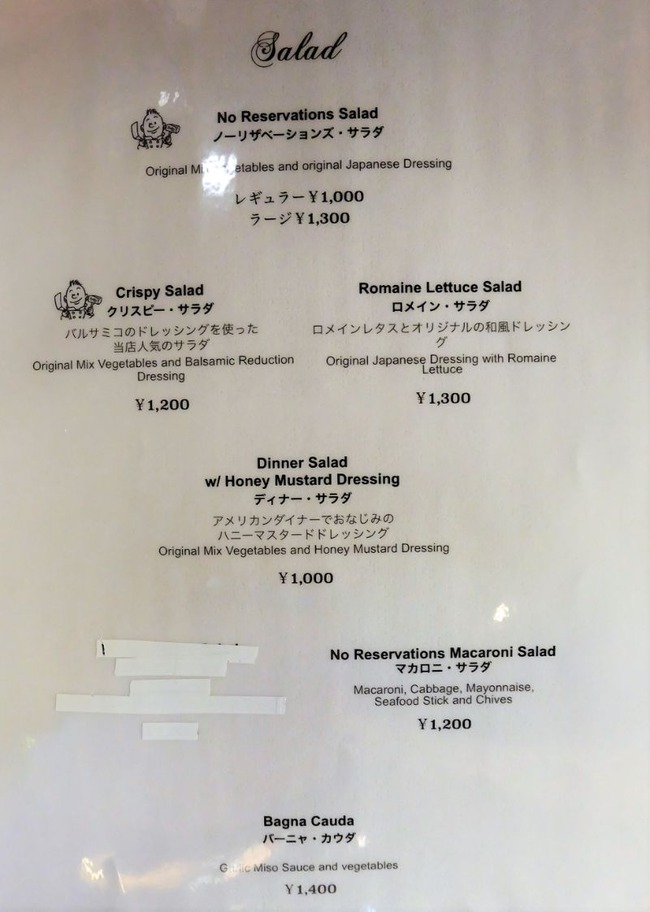 Salad
No Reservations Salad
ノーリザベーションズ・サラダ
Original Mix Vegetables and original Japanese Dressing
レギュラー￥1,000
ラージ￥1,300
Crispy Salad
クリスピー・サラダ
バルサミコのドレッシングを使った
当店人気のサラダ
Original Mix Vegetables and Balsamic Reduction
Dressing
￥1,200
Romaine Lettuce Salad
ロメイン・サラダ
ロメインレタスとオリジナルの和風ドレッシン
グ
Original Japanese Dressing with Romaine
Lettuce
￥1,300
Dinner Salad
w/ Honey Mustard Dressing
ディナー・サラダ
アメリカンダイナーでおなじみの
ハニーマスタードドレッシング
Original Mix Vegetables and Honey Mustard Dressing
￥1,000
No Reservations Macaroni Salad
マカロニ・サラダ
Macaroni, Cabbage, Mayonnaise,
Seafood Stick and Chives
￥1,200
Bagna Cauda
バーニャ・カウダ
Garlic Miso Sauce and vegetables
￥1,400